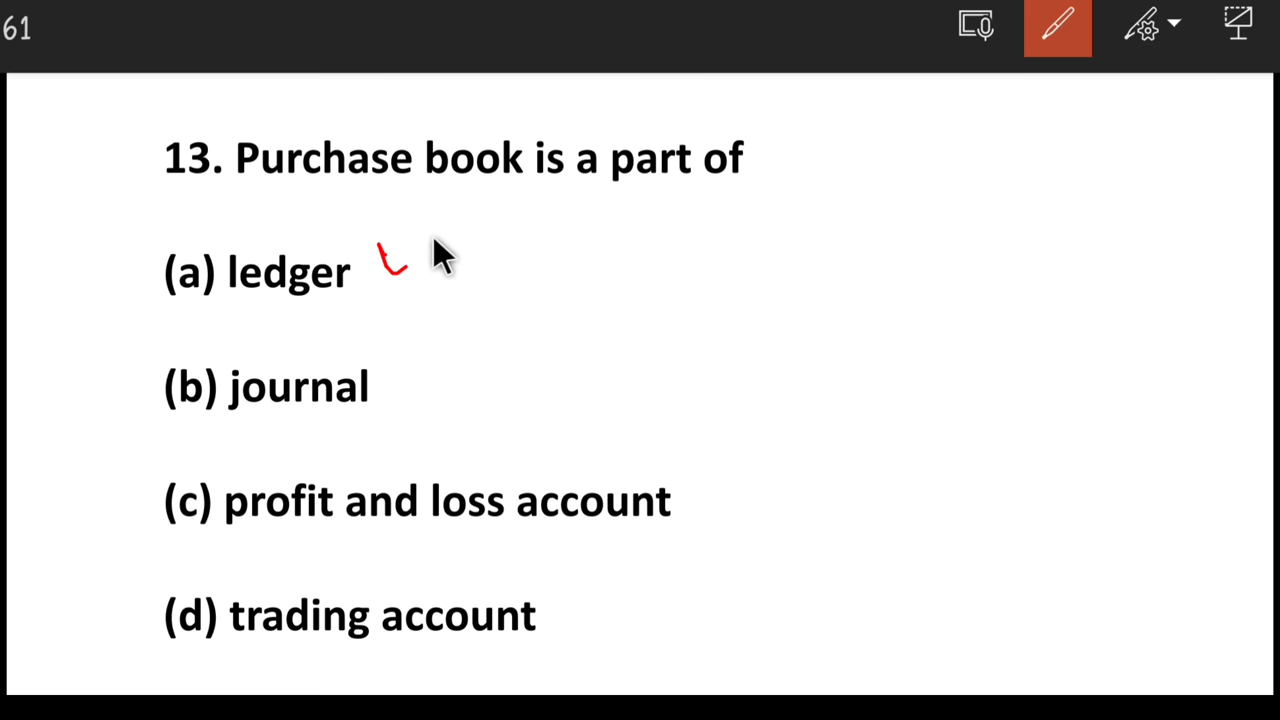 61
13. Purchase book is a part of
(a) ledger
(b) journal
(c) profit and loss account
(d) trading account